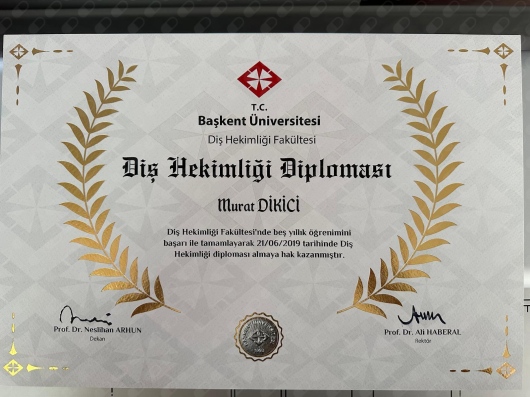 T.C.
Başkent Üniversitesi
Diş Hekimliği Fakültesi
Diş Hekimliği Diploması
Murat DİKİCİ
Diş Hekimliği Fakültesi'nde beş yıllık öğrenimini
başarı ile tamamlayarak 21/06/2019 tarihinde Diş
Hekimliği diploması almaya hak kazanmıştır.
Prof. Dr. Neslihan ARHUN
Dekan
Prof. Dr. Ali HABERAL
Rektör